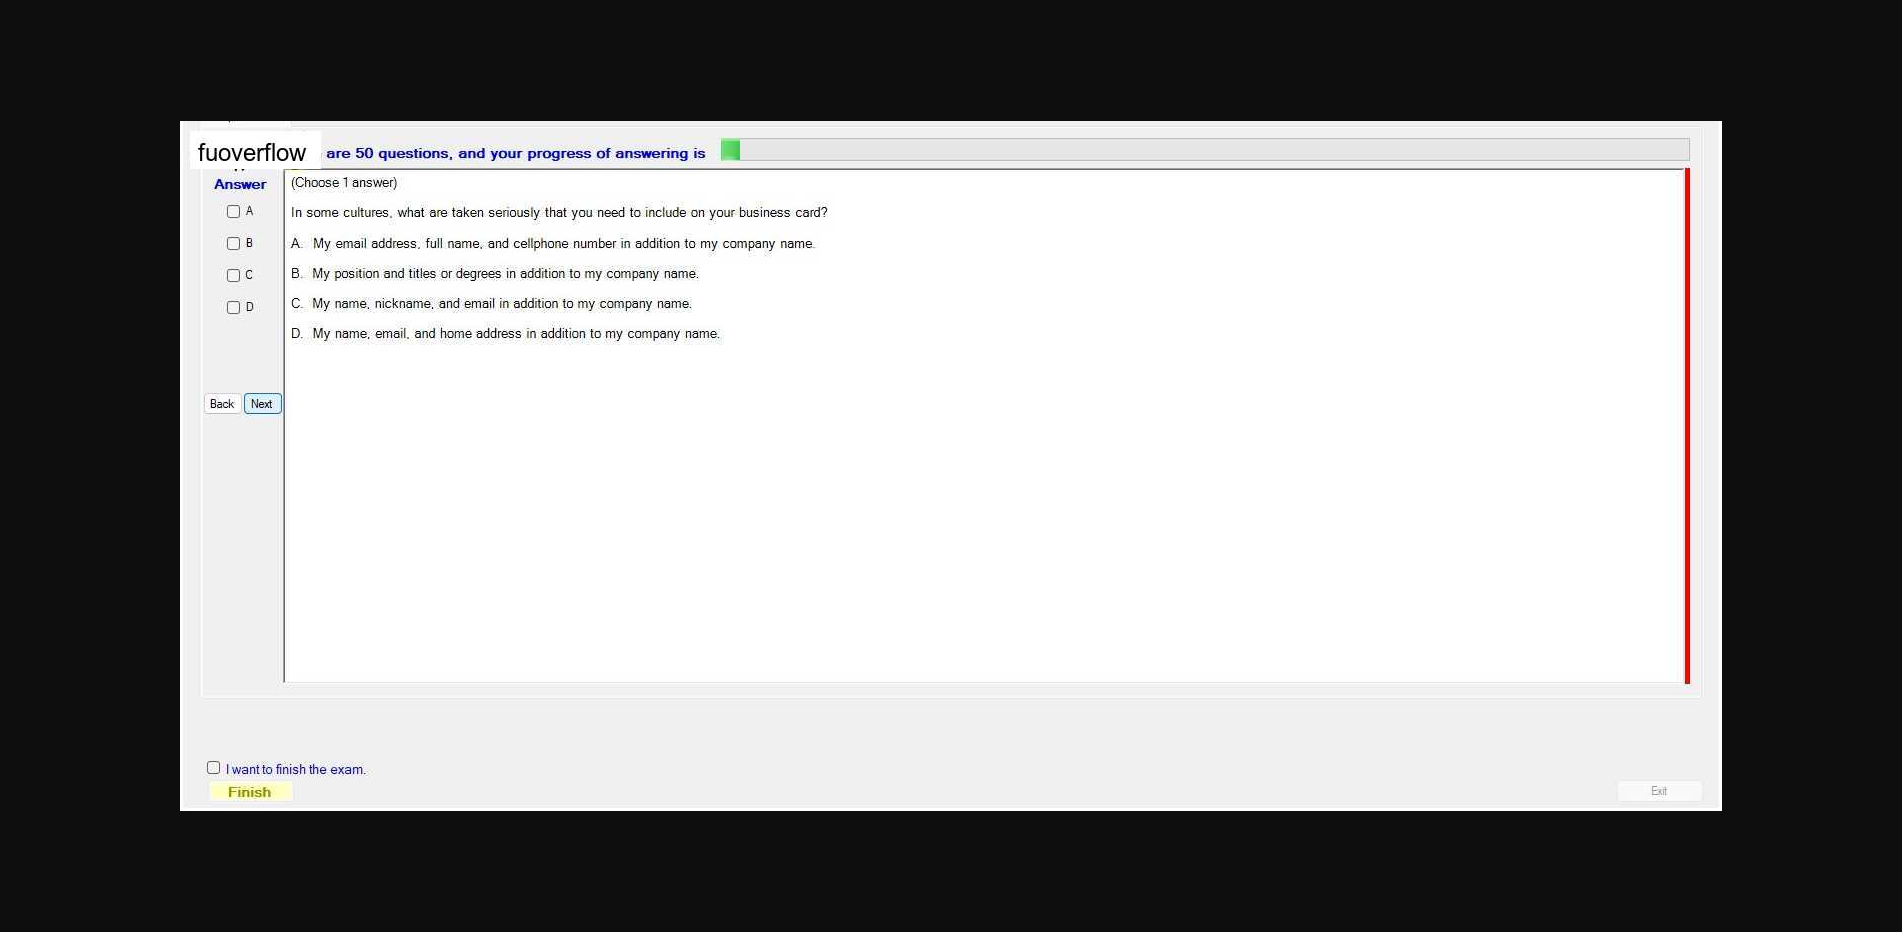 fuoverflow are 50 questions, and your progress of answering is
Answer
(Choose 1 answer)
A
In some cultures, what are taken seriously that you need to include on your business card?
B
A. My email address, full name, and cellphone number in addition to my company name.
C
B. My position and titles or degrees in addition to my company name.
D
C. My name, nickname, and email in addition to my company name.
D. My name, email, and home address in addition to my company name.
Back Next
I want to finish the exam.
Finish
Exit